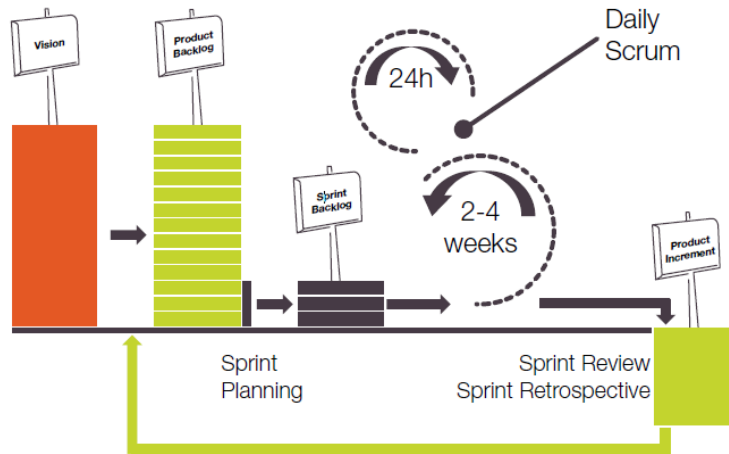 Vision
Product
Backlog
24h
Daily
Scrum
Sprint
Backlog
2-4
weeks
Product
Increment
Sprint
Planning
Sprint Review
Sprint Retrospective